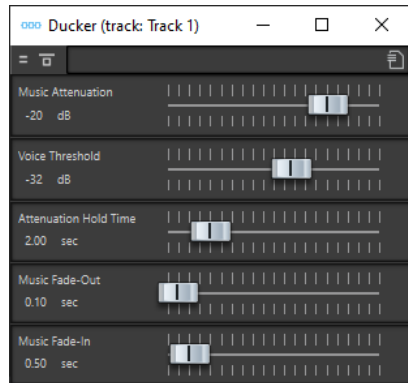 Ducker (track: Track 1)
Music Attenuation
-20 dB
Voice Threshold
-32 dB
Attenuation Hold Time
2.00 sec
Music Fade-Out
0.10 sec
Music Fade-In
0.50 sec